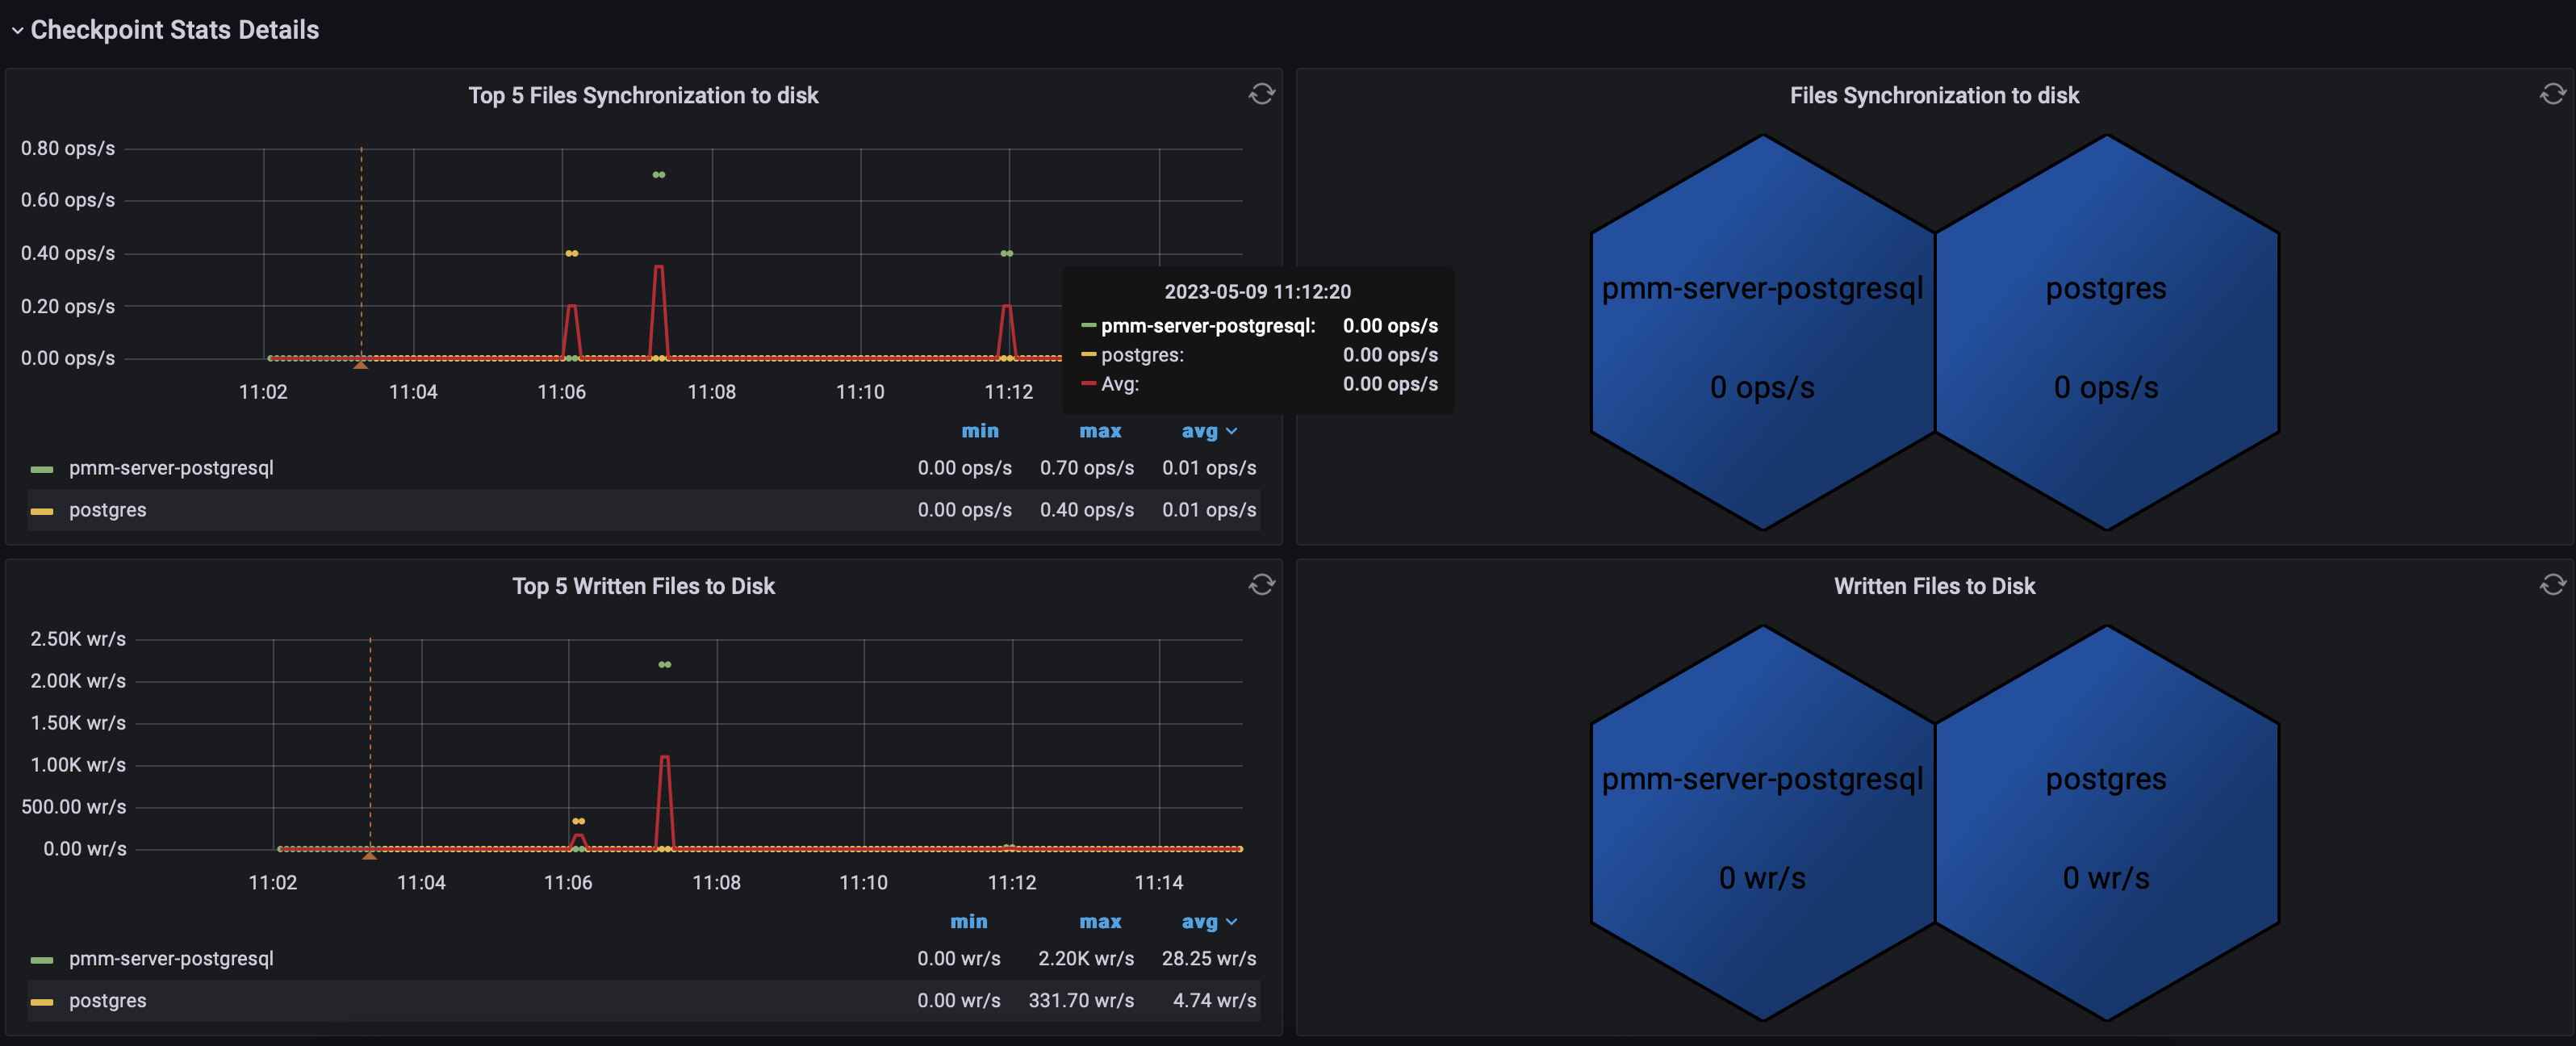 Checkpoint Stats Details
Top 5 Files Synchronization to disk
0.80 ops/s
0.60 ops/s
0.40 ops/s
0.20 ops/s
0.00 ops/s
11:02 11:04 11:06 11:08 11:10 11:12
2023-05-09 11:12:20
pmm-server-postgresql: 0.00 ops/s
postgres: 0.00 ops/s
Avg: 0.00 ops/s
min max avg
pmm-server-postgresql 0.00 ops/s 0.70 ops/s 0.01 ops/s
postgres 0.00 ops/s 0.40 ops/s 0.01 ops/s
Files Synchronization to disk
pmm-server-postgresql postgres
0 ops/s 0 ops/s
Top 5 Written Files to Disk
2.50K wr/s
2.00K wr/s
1.50K wr/s
1.00K wr/s
500.00 wr/s
0.00 wr/s
11:02 11:04 11:06 11:08 11:10 11:12 11:14
min max avg
pmm-server-postgresql 0.00 wr/s 2.20K wr/s 28.25 wr/s
postgres 0.00 wr/s 331.70 wr/s 4.74 wr/s
Written Files to Disk
pmm-server-postgresql postgres
0 wr/s 0 wr/s